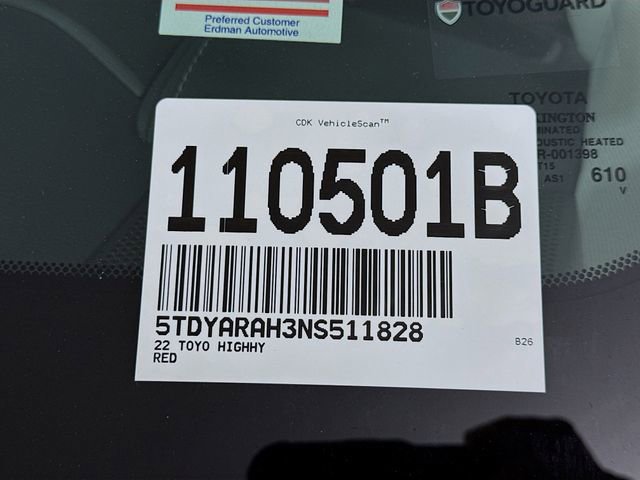 Preferred Customer
Erdman Automotive
TOYOGUARD
CDK VehicleScan™
110501B
5TDYARAH3NS511828
22 TOYO HIGHHY
RED
B26
TOYOTA
KINGTON
MINATED
OUSTIC HEATED
R-001398
T15
AS1
610
V